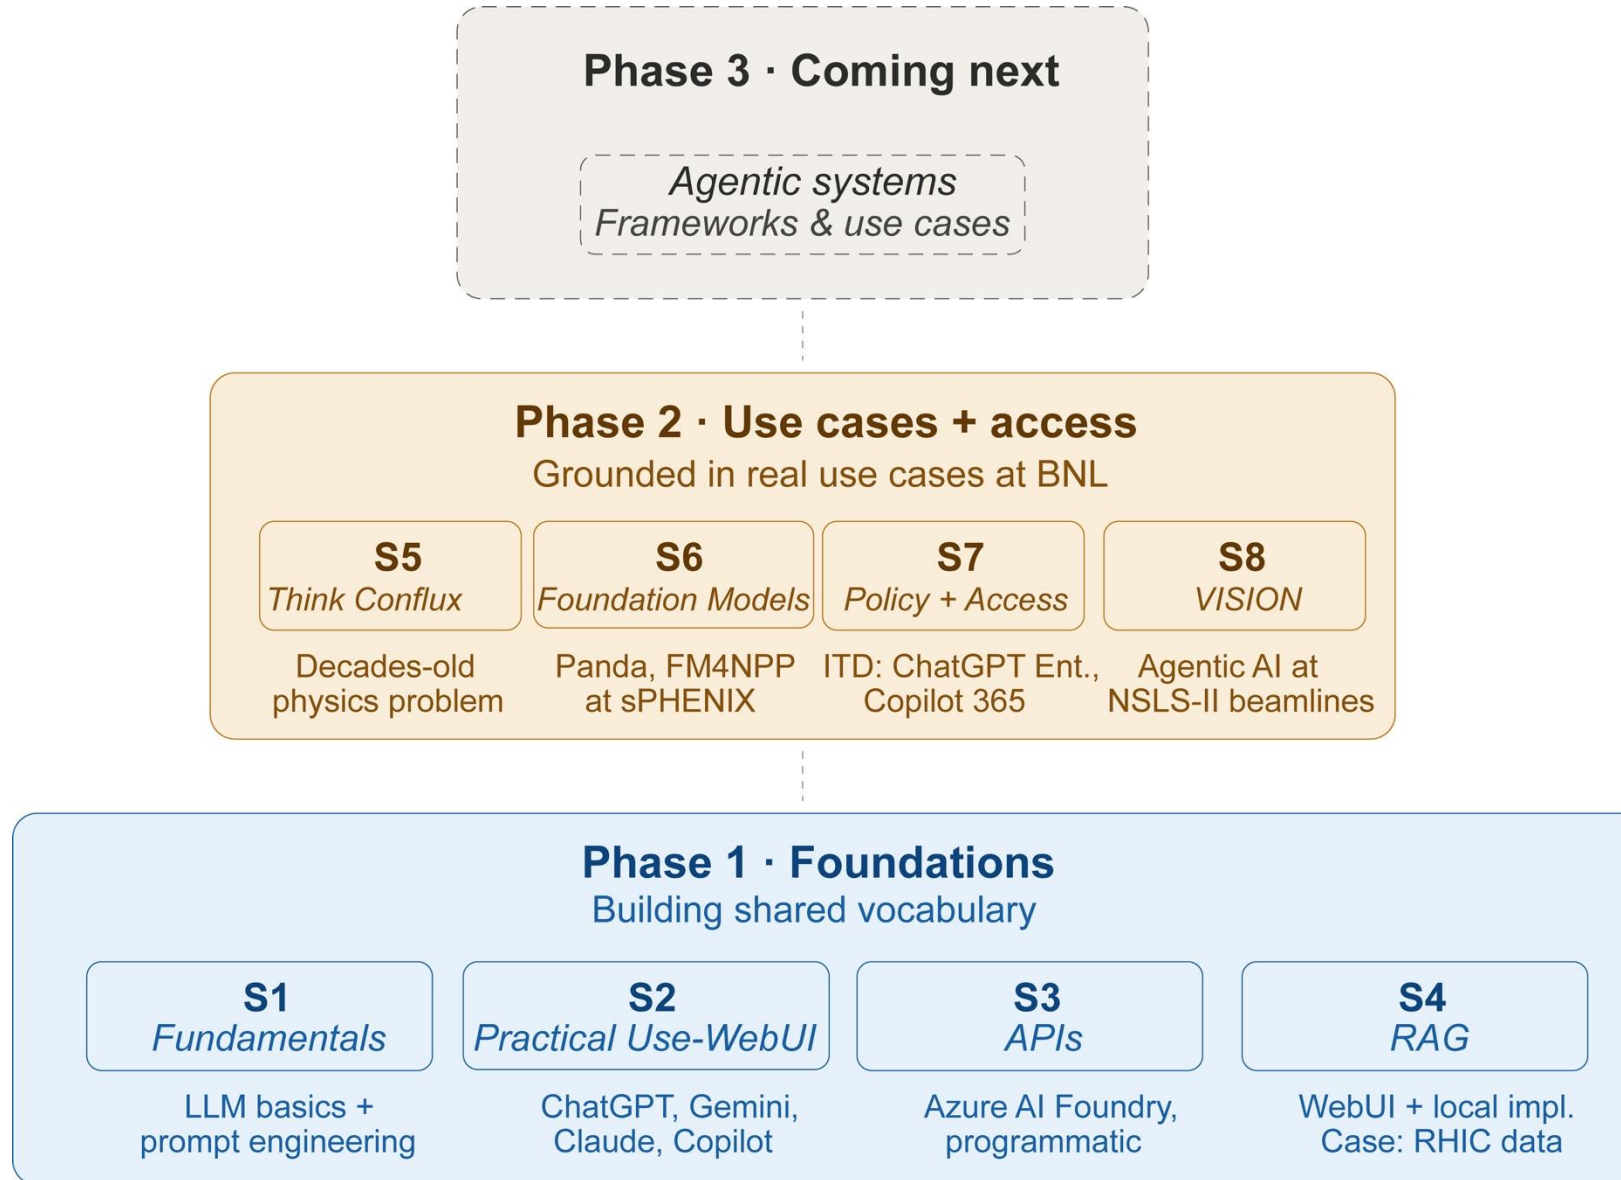 Phase 3 · Coming next
Agentic systems
Frameworks & use cases
Phase 2 · Use cases + access
Grounded in real use cases at BNL
S5
Think Conflux
Decades-old
physics problem
S6
Foundation Models
Panda, FM4NPP
at sPHENIX
S7
Policy + Access
ITD: ChatGPT Ent.,
Copilot 365
S8
VISION
Agentic AI at
NSLS-II beamlines
Phase 1 · Foundations
Building shared vocabulary
S1
Fundamentals
LLM basics +
prompt engineering
S2
Practical Use-WebUI
ChatGPT, Gemini,
Claude, Copilot
S3
APIs
Azure AI Foundry,
programmatic
S4
RAG
WebUI + local impl.
Case: RHIC data